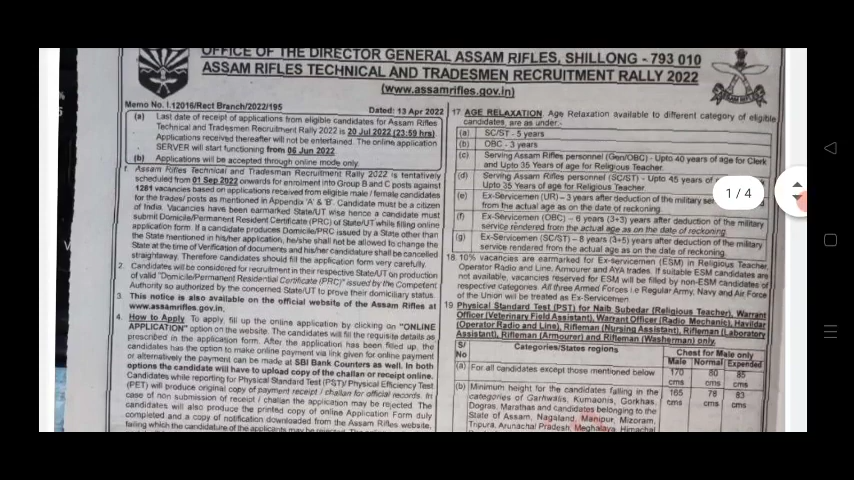 OFFICE OF THE DIRECTOR GENERAL ASSAM RIFLES, SHILLONG - 793 010
ASSAM RIFLES TECHNICAL AND TRADESMEN RECRUITMENT RALLY 2022
(www.assamrifles.gov.in)
Memo No. I.12016/Rect Branch/2022/195
Dated: 13 Apr 2022
(a) Last date of receipt of applications from eligible candidates for Assam Rifles
Technical and Tradesmen Recruitment Rally 2022 is 20 Jul 2022 (23:59 hrs)
Applications received thereafter will not be entertained. The online application
SERVER will start functioning from 06 Jun 2022.
(b) Applications will be accepted through online mode only.
1. Assam Rifles Technical and Tradesmen Recruitment Rally 2022 is tentatively
scheduled from 01 Sep 2022 onwards for enrolment into Group B and C posts against
1281 vacancies based on applications received from eligible male / female candidates
for the trades/ posts as mentioned in Appendix 'A' & 'B'. Candidate must be a citizen
of India. Vacancies have been earmarked State/UT wise hence a candidate must
submit Domicile/Permanent Resident Certificate (PRC) of State/UT while filling online
application form. If a candidate produces Domicile/PRC issued by a State other than
the State mentioned in his application, he/she shall not be allowed to change the
State at the time of Verification of documents and his/her candidature shall be cancelled
straightway. Therefore candidates should fill the application form very carefully.
2. Candidates will be considered for recruitment in their respective State/UT on production
of valid "Domicile/Permanent Residential Certificate (PRC)" issued by the Competent
Authority so authorized by the concerned State/UT to prove their domiciliary status.
3. This notice is also available on the official website of the Assam Rifles at
www.assamrifles.gov.in.
4. How to Apply To apply, fill up the online application by clicking on "ONLINE
APPLICATION" option on the website. The candidates will fill the requisite details as
prescribed in the application form. After the application has been filled up, the
candidates has the option to make online payment via link given for online payment
or alternatively the payment can be made at SBI Bank Counters as well. In both
options the candidate will have to upload copy of the challan or receipt online.
Candidates while reporting for Physical Standard Test (PST)/ Physical Efficiency Test
(PET) will produce original copy of payment receipt / challan for official records. In
case of non submission of receipt / challan the application may be rejected. The
candidates will also produce the printed copy of online Application Form duly
completed and a copy of notification downloaded from the Assam Rifles website,
failing which the candidature of the applicants may be
17. AGE RELAXATION. Age Relaxation available to different category of eligible
candidates, are as under:-
(a) SC/ST - 5 years
(b) OBC - 3 years
(c) Serving Assam Rifles personnel (Gen/OBC) - Upto 40 years of age for Clerk
and Upto 35 Years of age for Religious Teacher.
(d) Serving Assam Rifles personnel (SC/ST) - Upto 45 years of
Upto 35 Years of age for Religious Teacher.
(e) Ex-Servicemen (UR) - 3 years after deduction of the military
from the actual age as on the date of reckoning.
(f) Ex-Servicemen (OBC) - 6 years (3+3) years after deduction of the military
service rendered from the actual age as on the date of reckoning.
(g) Ex-Servicemen (SC/ST) - 8 years (3+5) years after deduction of the military
service rendered from the actual age as on the date of reckoning.
18. 10% vacancies are earmarked for Ex-servicemen (ESM) in Religious Teacher,
Operator Radio and Line, Armourer and AYA trades. If suitable ESM candidates are
not available, vacancies reserved for ESM will be filled by non-ESM candidates of
respective categories. All three Armed Forces i.e Regular Army, Navy and Air Force
of the Union will be treated as Ex-Servicemen.
19. Physical Standard Test (PST) for Naib Subedar (Religious Teacher), Warrant
Officer (Veterinary Field Assistant), Warrant Officer (Radio Mechanic), Havildar
(Operator Radio and Line), Rifleman (Nursing Assistant), Rifleman (Laboratory
Assistant), Rifleman (Armourer) and Rifleman (Washerman) only.
S/ No Categories/States regions Chest for Male only
Male Normal Expended
(a) For all candidates except those mentioned below 170 cms 80 cms 85 cms
(b) Minimum height for the candidates falling in the 165 cms 78 cms 83 cms
categories of Garhwalis, Kumaonis, Gorkhas,
Dogras, Marathas and candidates belonging to the
State of Assam, Nagaland, Manipur, Mizoram,
Tripura, Arunachal Pradesh, Meghalaya, Himachal
1 / 4